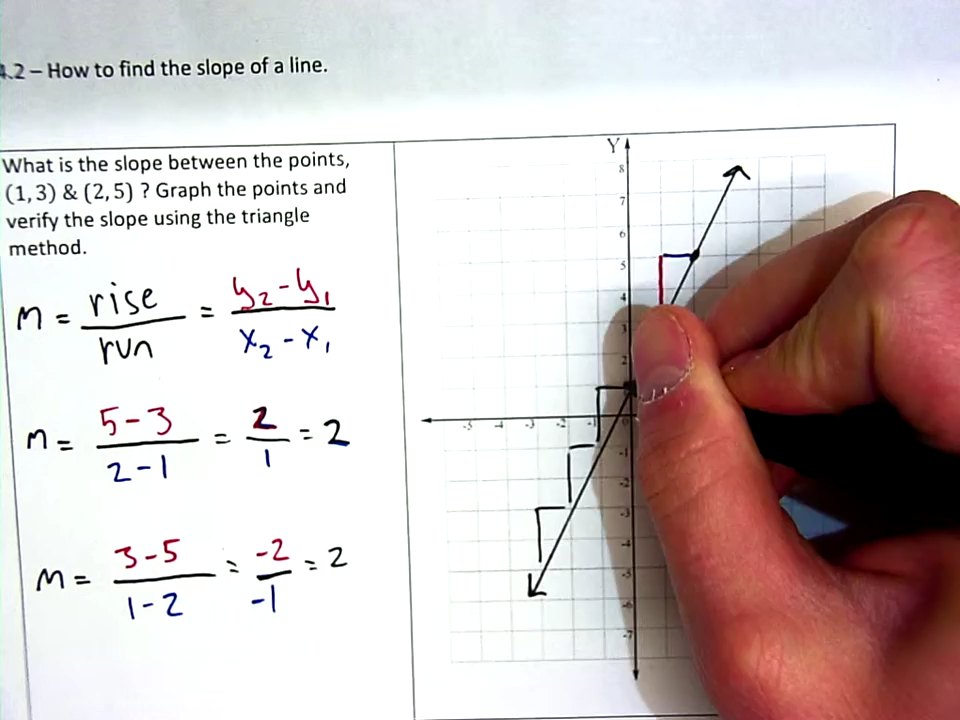 4.2 – How to find the slope of a line.
What is the slope between the points,
(1,3) & (2,5) ? Graph the points and
verify the slope using the triangle
method.
m = rise/run = y₂-y₁/x₂-x₁
m = 5-3/2-1 = 2/1 = 2
m = 3-5/1-2 = -2/-1 = 2
Y
8
7
6
5
4
3
2
-5 -4 -3 -2 -1 0
-1
-2
-3
-4
-5
-6
-7